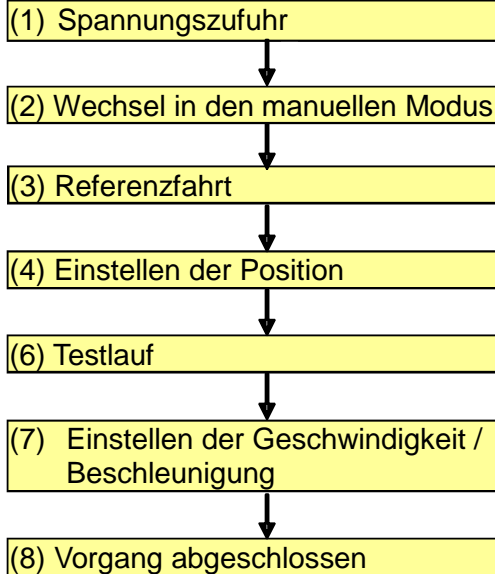 (1) Spannungszufuhr
(2) Wechsel in den manuellen Modus
(3) Referenzfahrt
(4) Einstellen der Position
(6) Testlauf
(7) Einstellen der Geschwindigkeit /
Beschleunigung
(8) Vorgang abgeschlossen